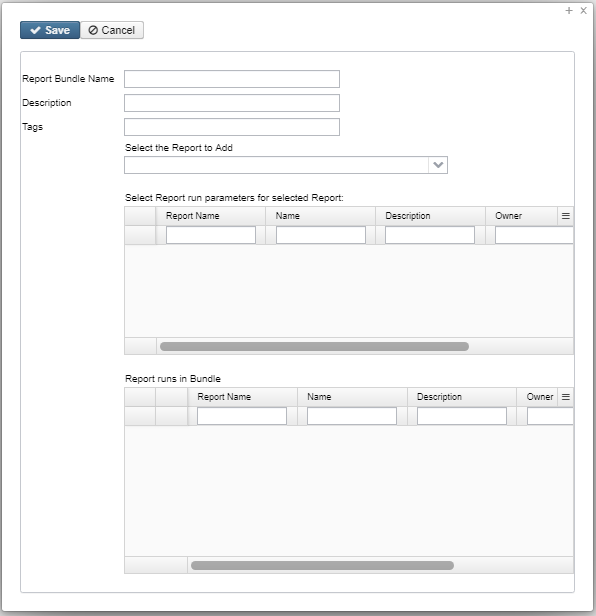 Save Cancel
Report Bundle Name
Description
Tags
Select the Report to Add
Select Report run parameters for selected Report:
Report Name Name Description Owner
Report runs in Bundle
Report Name Name Description Owner